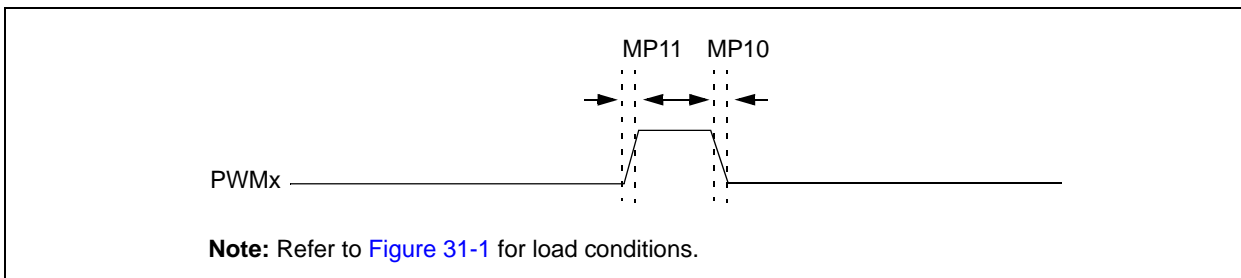 MP11 MP10
PWMx
Note: Refer to Figure 31-1 for load conditions.